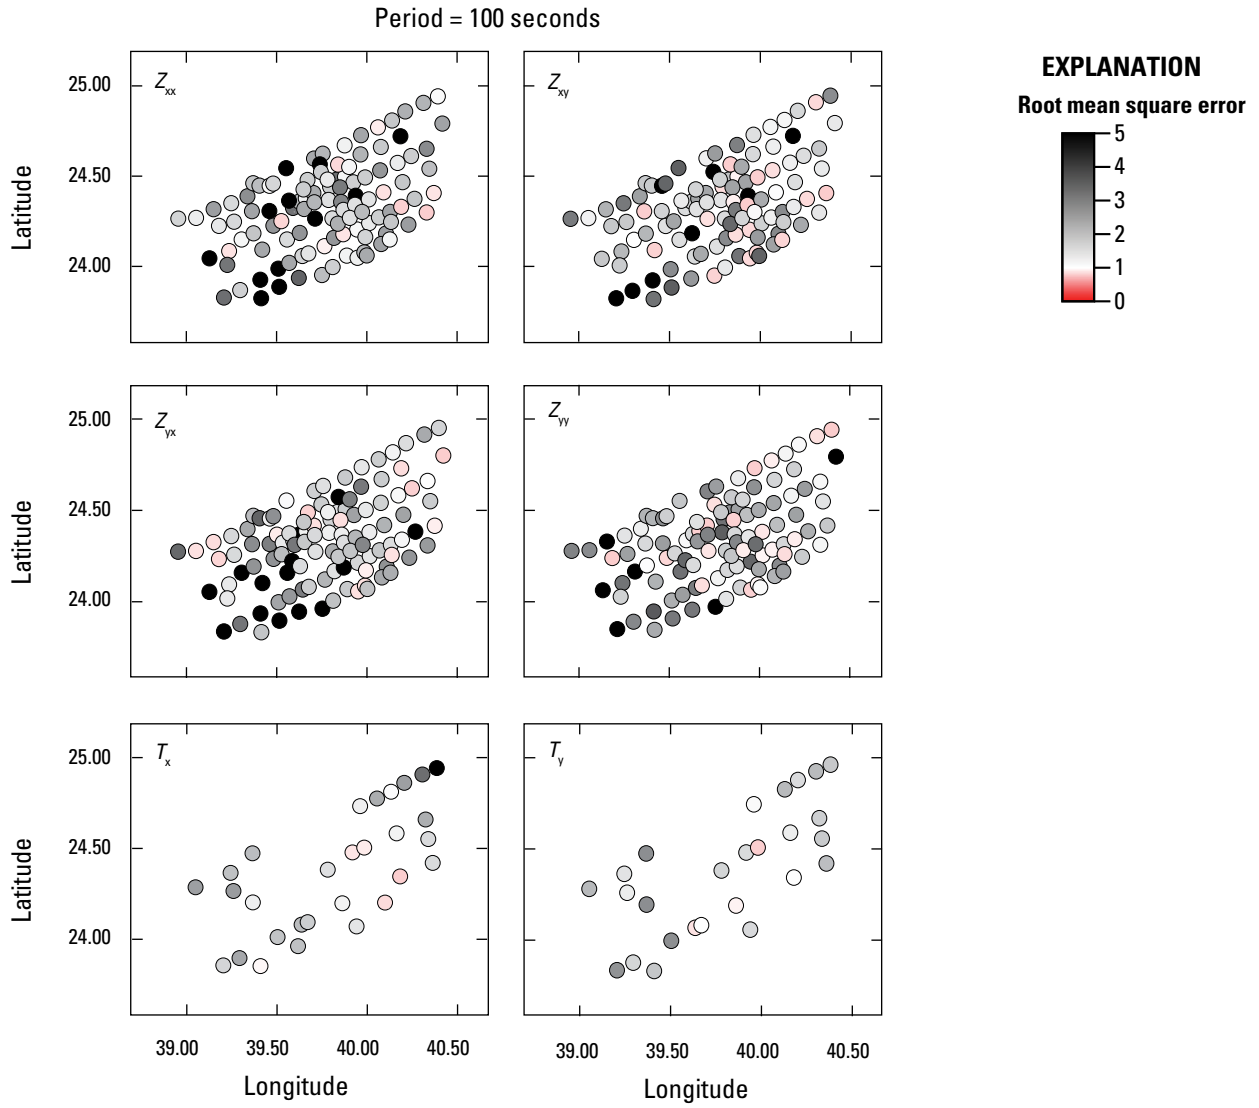 Period = 100 seconds
EXPLANATION
Root mean square error
5
4
3
2
1
0
Latitude
25.00
24.50
24.00
Zxx
Zxy
Latitude
25.00
24.50
24.00
Zyx
Zyy
Latitude
25.00
24.50
24.00
Tx
Ty
39.00 39.50 40.00 40.50
39.00 39.50 40.00 40.50
Longitude
Longitude